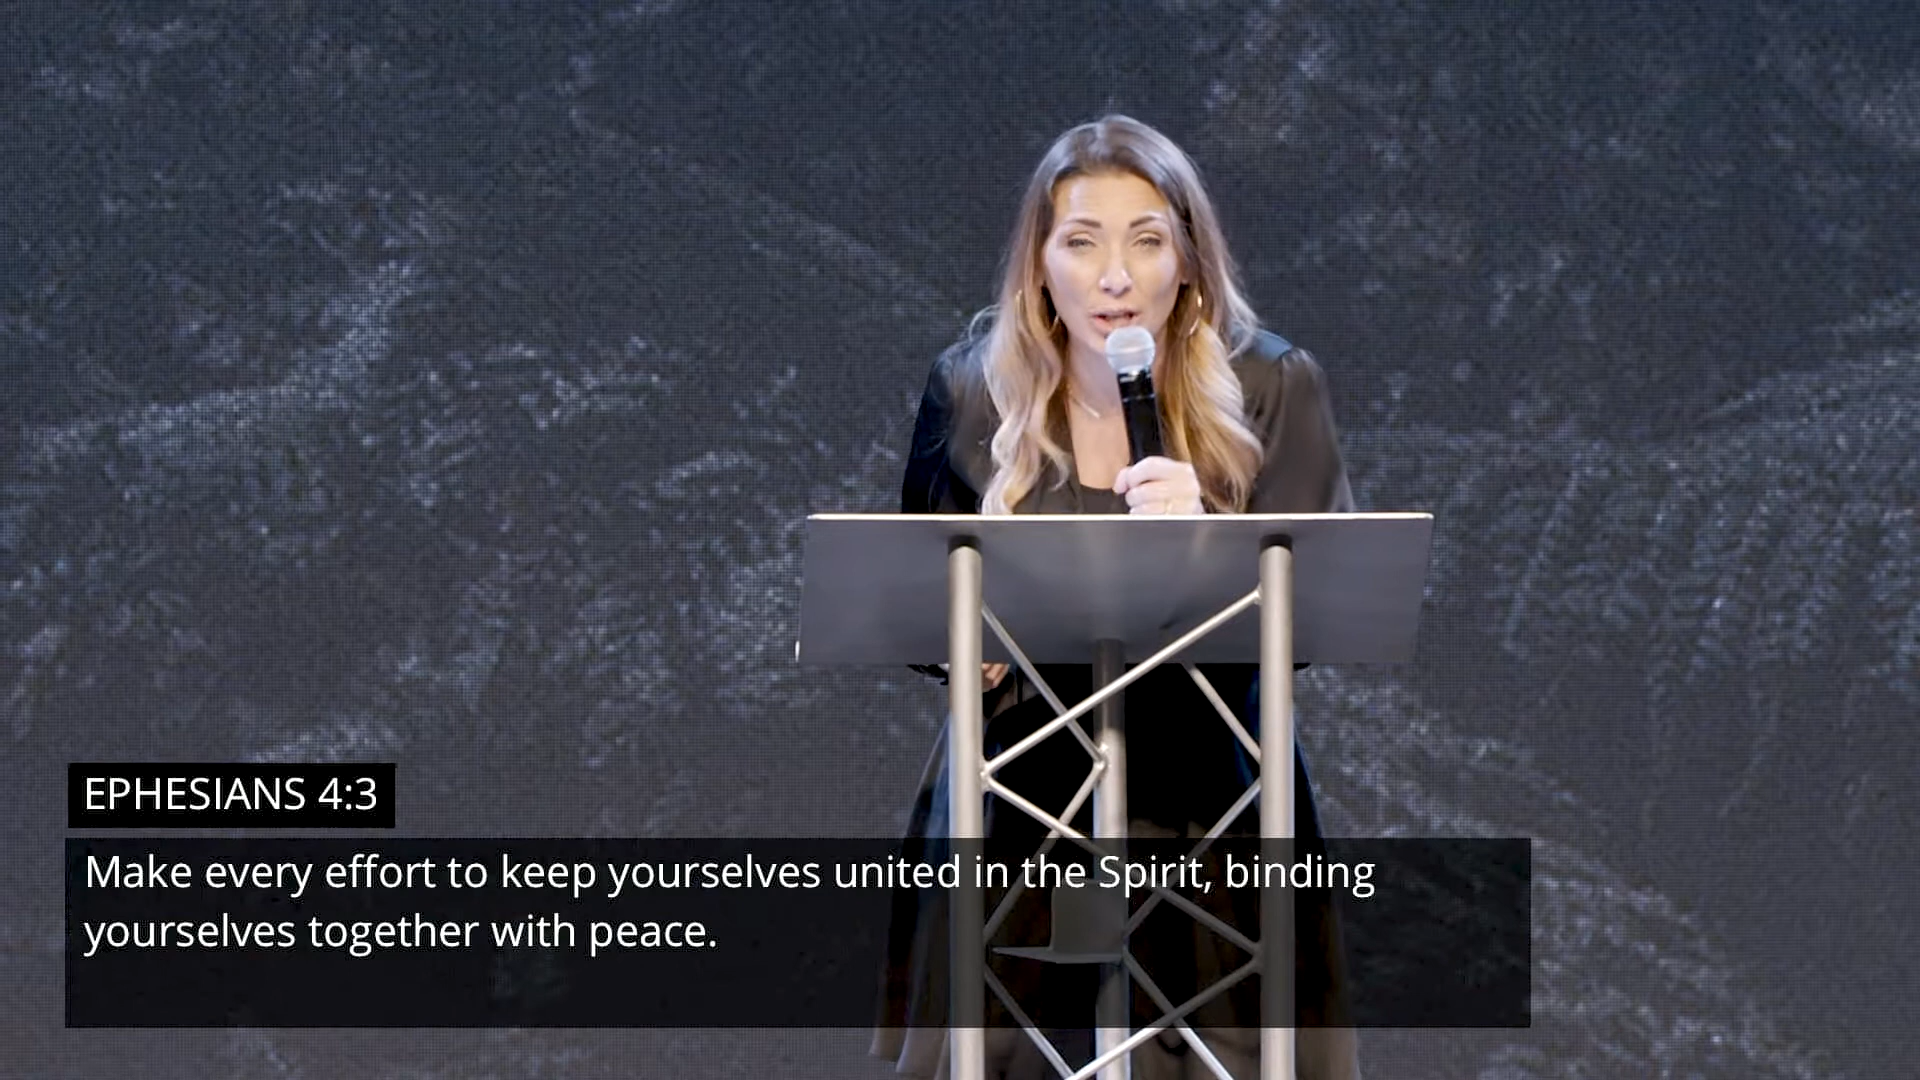 EPHESIANS 4:3
Make every effort to keep yourselves united in the Spirit, binding
yourselves together with peace.